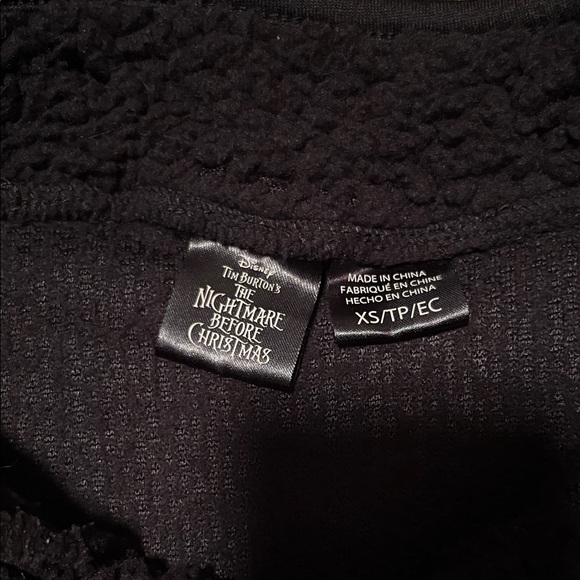 Disney
Tim Burton's
The
Nightmare
Before
Christmas
MADE IN CHINA
FABRIQUÉ EN CHINE
HECHO EN CHINA
XS/TP/EC